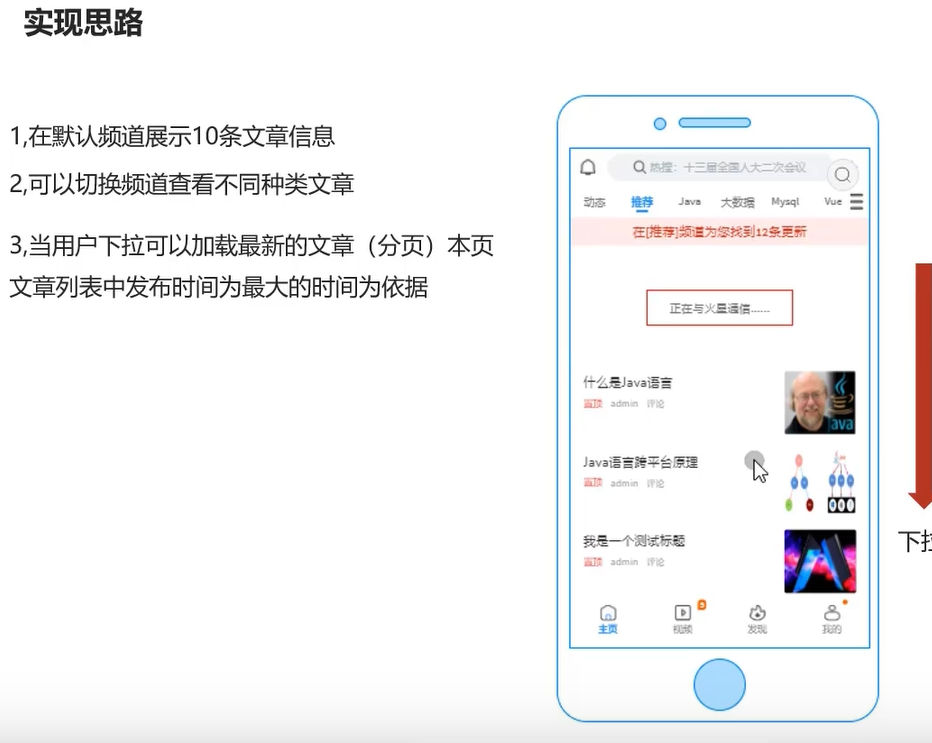 实现思路
1,在默认频道展示10条文章信息
2,可以切换频道查看不同种类文章
3,当用户下拉可以加载最新的文章（分页）本页
文章列表中发布时间为最大的时间为依据
热搜：十三届全国人大二次会议
动态 推荐 Java 大数据 Mysql Vue
在[推荐]频道为您找到12条更新
正在与火星通信......
什么是Java语言
置顶 admin 评论
Java
Java语言跨平台原理
置顶 admin 评论
我是一个测试标题
置顶 admin 评论
主页 视频 发现 我的
下拉